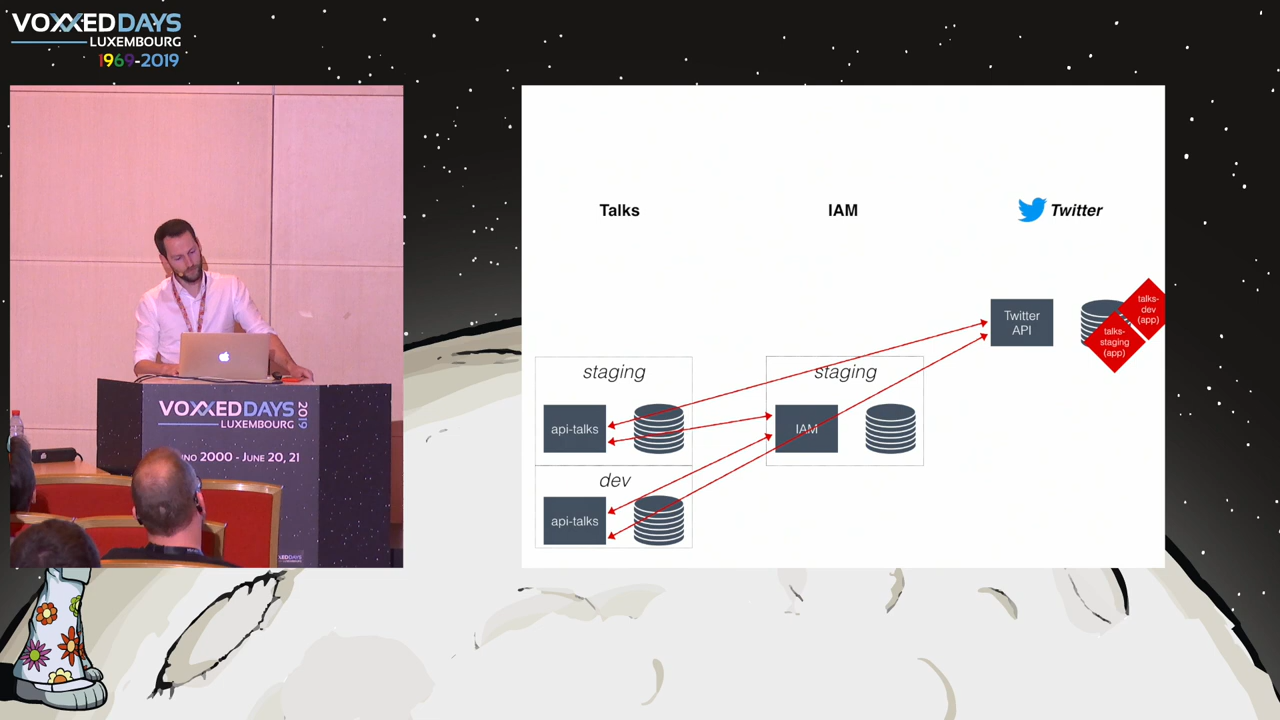 VOXXEDDAYS
LUXEMBOURG
1969-2019
VOXXEDDAYS
2019
LUXEMBOURG
2000 - JUNE 20, 21
Talks
IAM
Twitter
Twitter
API
talks-
dev
(app)
talks-
staging
(app)
staging
api-talks
staging
IAM
dev
api-talks